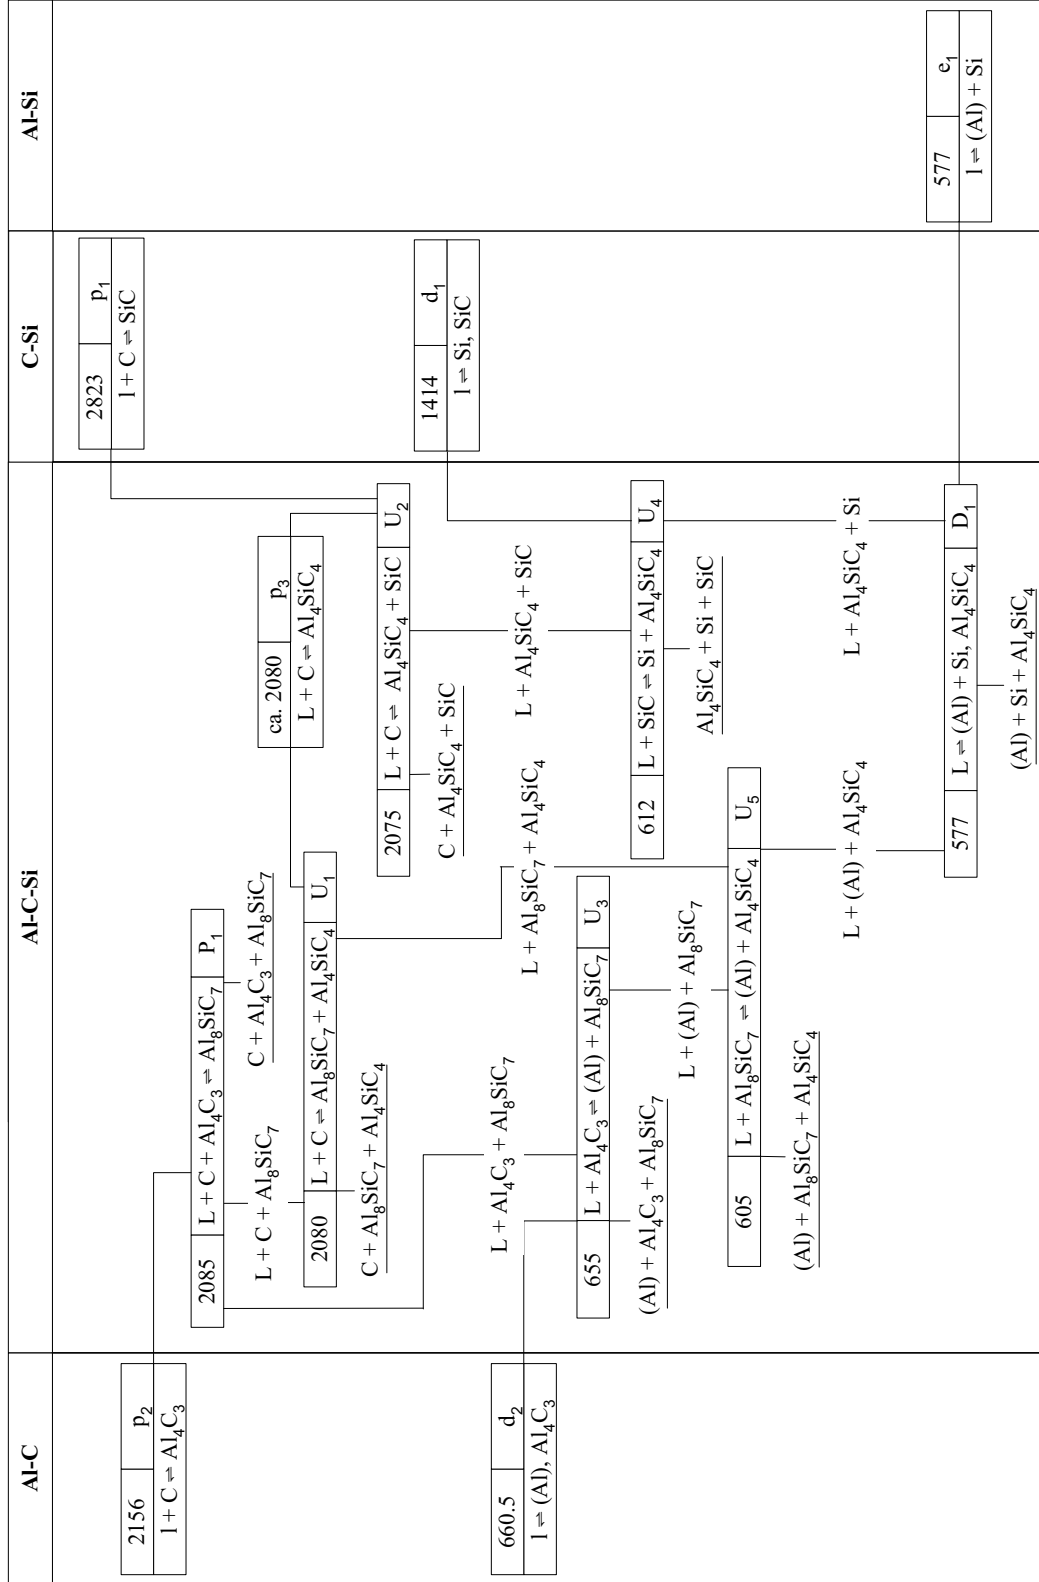 Al-C
Al-C-Si
C-Si
Al-Si
2156 p2
l + C ⇌ Al4C3
2823 p1
l + C ⇌ SiC
2085 L + C + Al4C3 ⇌ Al8SiC7 P1
L + C + Al8SiC7
C + Al4C3 + Al8SiC7
ca. 2080 p3
L + C ⇌ Al4SiC4
2080 L + C ⇌ Al8SiC7 + Al4SiC4 U1
C + Al8SiC7 + Al4SiC4
2075 L + C ⇌ Al4SiC4 + SiC U2
C + Al4SiC4 + SiC
1414 d1
l ⇌ Si, SiC
660.5 d2
l ⇌ (Al), Al4C3
L + Al4C3 + Al8SiC7
L + Al8SiC7 + Al4SiC4
L + Al4SiC4 + SiC
655 L + Al4C3 ⇌ (Al) + Al8SiC7 U3
(Al) + Al4C3 + Al8SiC7
L + (Al) + Al8SiC7
612 L + SiC ⇌ Si + Al4SiC4 U4
Al4SiC4 + Si + SiC
605 L + Al8SiC7 ⇌ (Al) + Al4SiC4 U5
(Al) + Al8SiC7 + Al4SiC4
L + (Al) + Al4SiC4
L + Al4SiC4 + Si
577 e1
l ⇌ (Al) + Si
577 L ⇌ (Al) + Si, Al4SiC4 D1
(Al) + Si + Al4SiC4